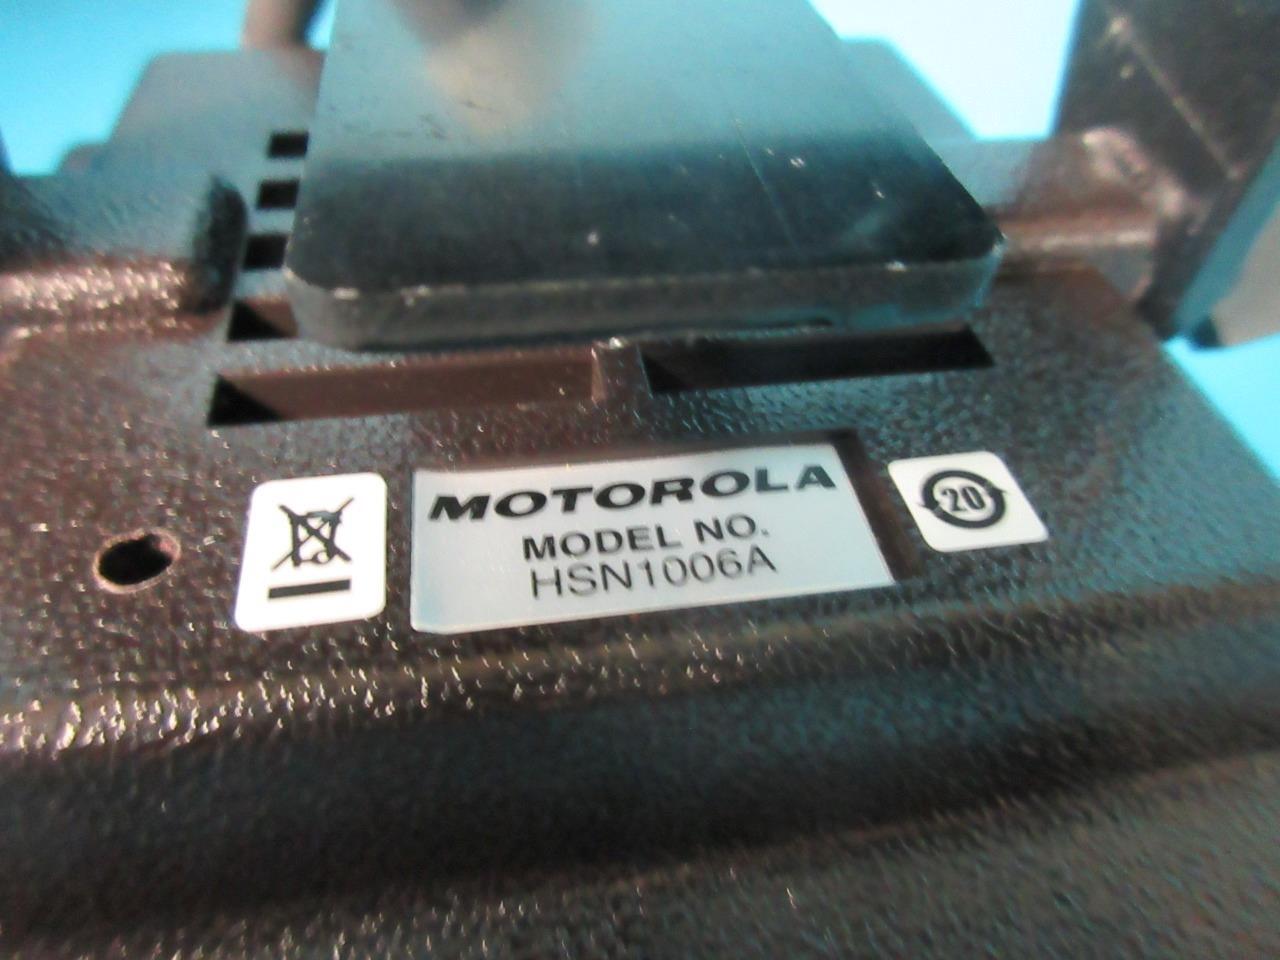 MOTOROLA
MODEL NO.
HSN1006A
20